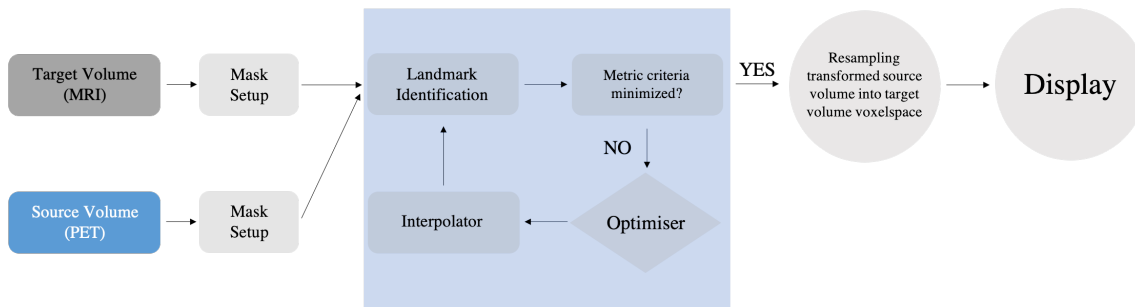 Target Volume
(MRI)
Mask
Setup
Landmark
Identification
Metric criteria
minimized?
YES
Resampling
transformed source
volume into target
volume voxelspace
Display
NO
Source Volume
(PET)
Mask
Setup
Interpolator
Optimiser